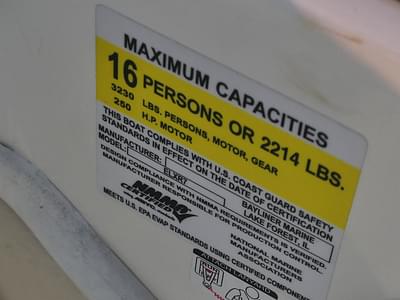 MAXIMUM CAPACITIES
16 PERSONS OR 2214 LBS.
3230 LBS. PERSONS, MOTOR, GEAR
250 H.P. MOTOR
THIS BOAT COMPLIES WITH U.S. COAST GUARD SAFETY
STANDARDS IN EFFECT ON THE DATE OF CERTIFICATION
MANUFACTURER: BAYLINER MARINE
LAKE FOREST, IL
MODEL: ELXR7
DESIGN COMPLIANCE WITH NMMA REQUIREMENTS IS VERIFIED.
MANUFACTURER RESPONSIBLE FOR PRODUCTION CONTROL.
NMMA
CERTIFIED
NATIONAL MARINE
MANUFACTURERS
ASSOCIATION
MEETS U.S. EPA EVAP STANDARDS USING CERTIFIED COMPONENTS